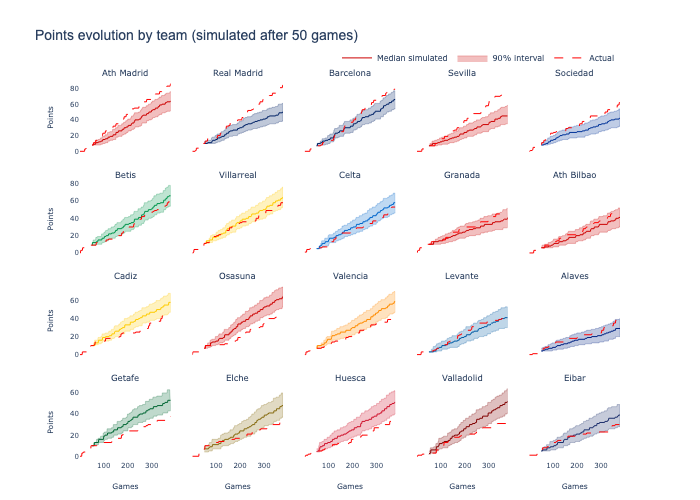 Points evolution by team (simulated after 50 games)
Median simulated 90% interval Actual
Ath Madrid Real Madrid Barcelona Sevilla Sociedad
80
60
40
20
0
Points
Betis Villarreal Celta Granada Ath Bilbao
80
60
40
20
0
Points
Cadiz Osasuna Valencia Levante Alaves
60
40
20
0
Points
Getafe Elche Huesca Valladolid Eibar
60
40
20
0
Points
100 200 300 100 200 300 100 200 300 100 200 300 100 200 300
Games Games Games Games Games